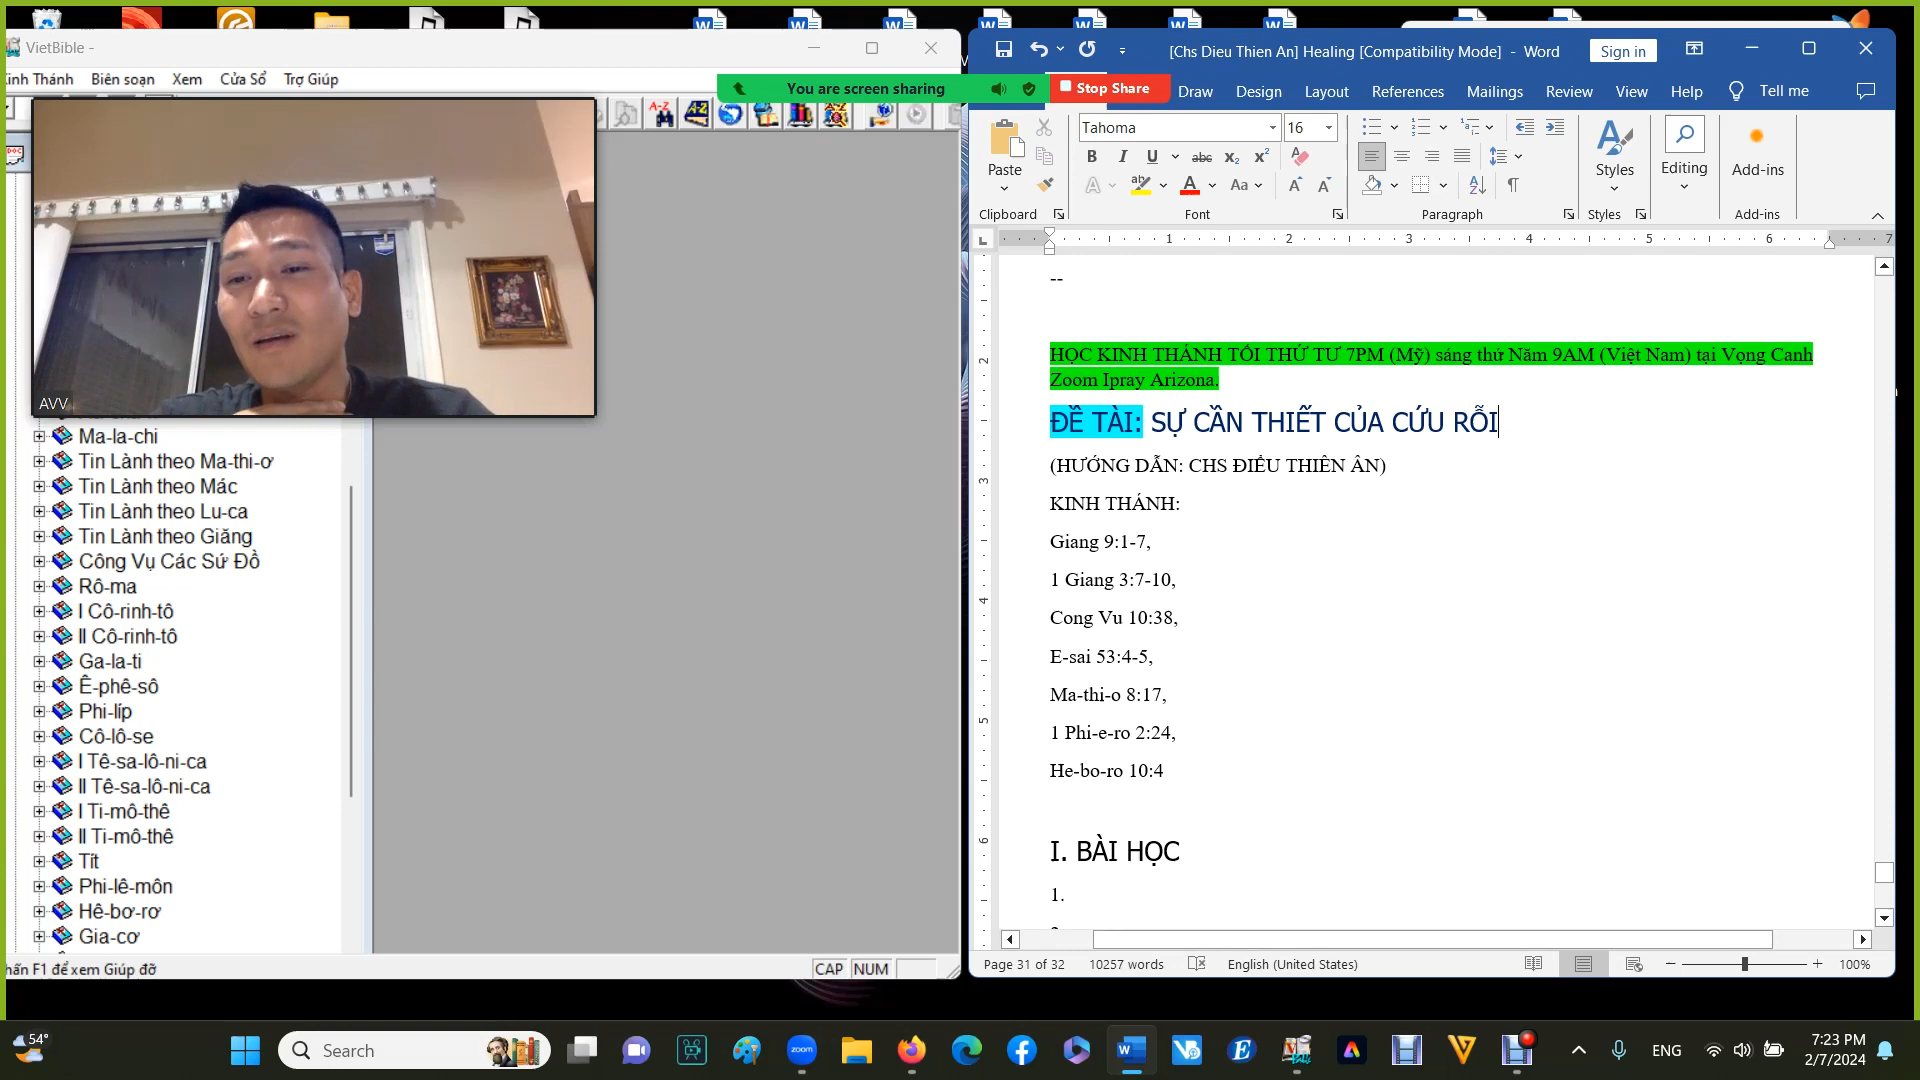 VietBible -
Kinh Thánh Biên soạn Xem Cửa Sổ Trợ Giúp
AVV
Ma-la-chi
Tin Lành theo Ma-thi-ơ
Tin Lành theo Mác
Tin Lành theo Lu-ca
Tin Lành theo Giăng
Công Vụ Các Sứ Đồ
Rô-ma
I Cô-rinh-tô
II Cô-rinh-tô
Ga-la-ti
Ê-phê-sô
Phi-líp
Cô-lô-se
I Tê-sa-lô-ni-ca
II Tê-sa-lô-ni-ca
I Ti-mô-thê
II Ti-mô-thê
Tít
Phi-lê-môn
Hê-bơ-rơ
Gia-cơ
hấn F1 để xem Giúp đỡ
CAP NUM
You are screen sharing
Stop Share
[Chs Dieu Thien An] Healing [Compatibility Mode] - Word
Sign in
Draw Design Layout References Mailings Review View Help Tell me
Paste
Tahoma 16
Styles
Editing
Add-ins
Clipboard Font Paragraph Styles Add-ins
1 2 3 4 5 6 7
--
HỌC KINH THÁNH TỐI THỨ TƯ 7PM (Mỹ) sáng thứ Năm 9AM (Việt Nam) tại Vọng Canh
Zoom Ipray Arizona.
ĐỀ TÀI: SỰ CẦN THIẾT CỦA CỨU RỖI
(HƯỚNG DẪN: CHS ĐIỂU THIÊN ÂN)
KINH THÁNH:
Giang 9:1-7,
1 Giang 3:7-10,
Cong Vu 10:38,
E-sai 53:4-5,
Ma-thi-o 8:17,
1 Phi-e-ro 2:24,
He-bo-ro 10:4
I. BÀI HỌC
1.
Page 31 of 32 10257 words English (United States) 100%
54°
Search
zoom
ENG
7:23 PM
2/7/2024